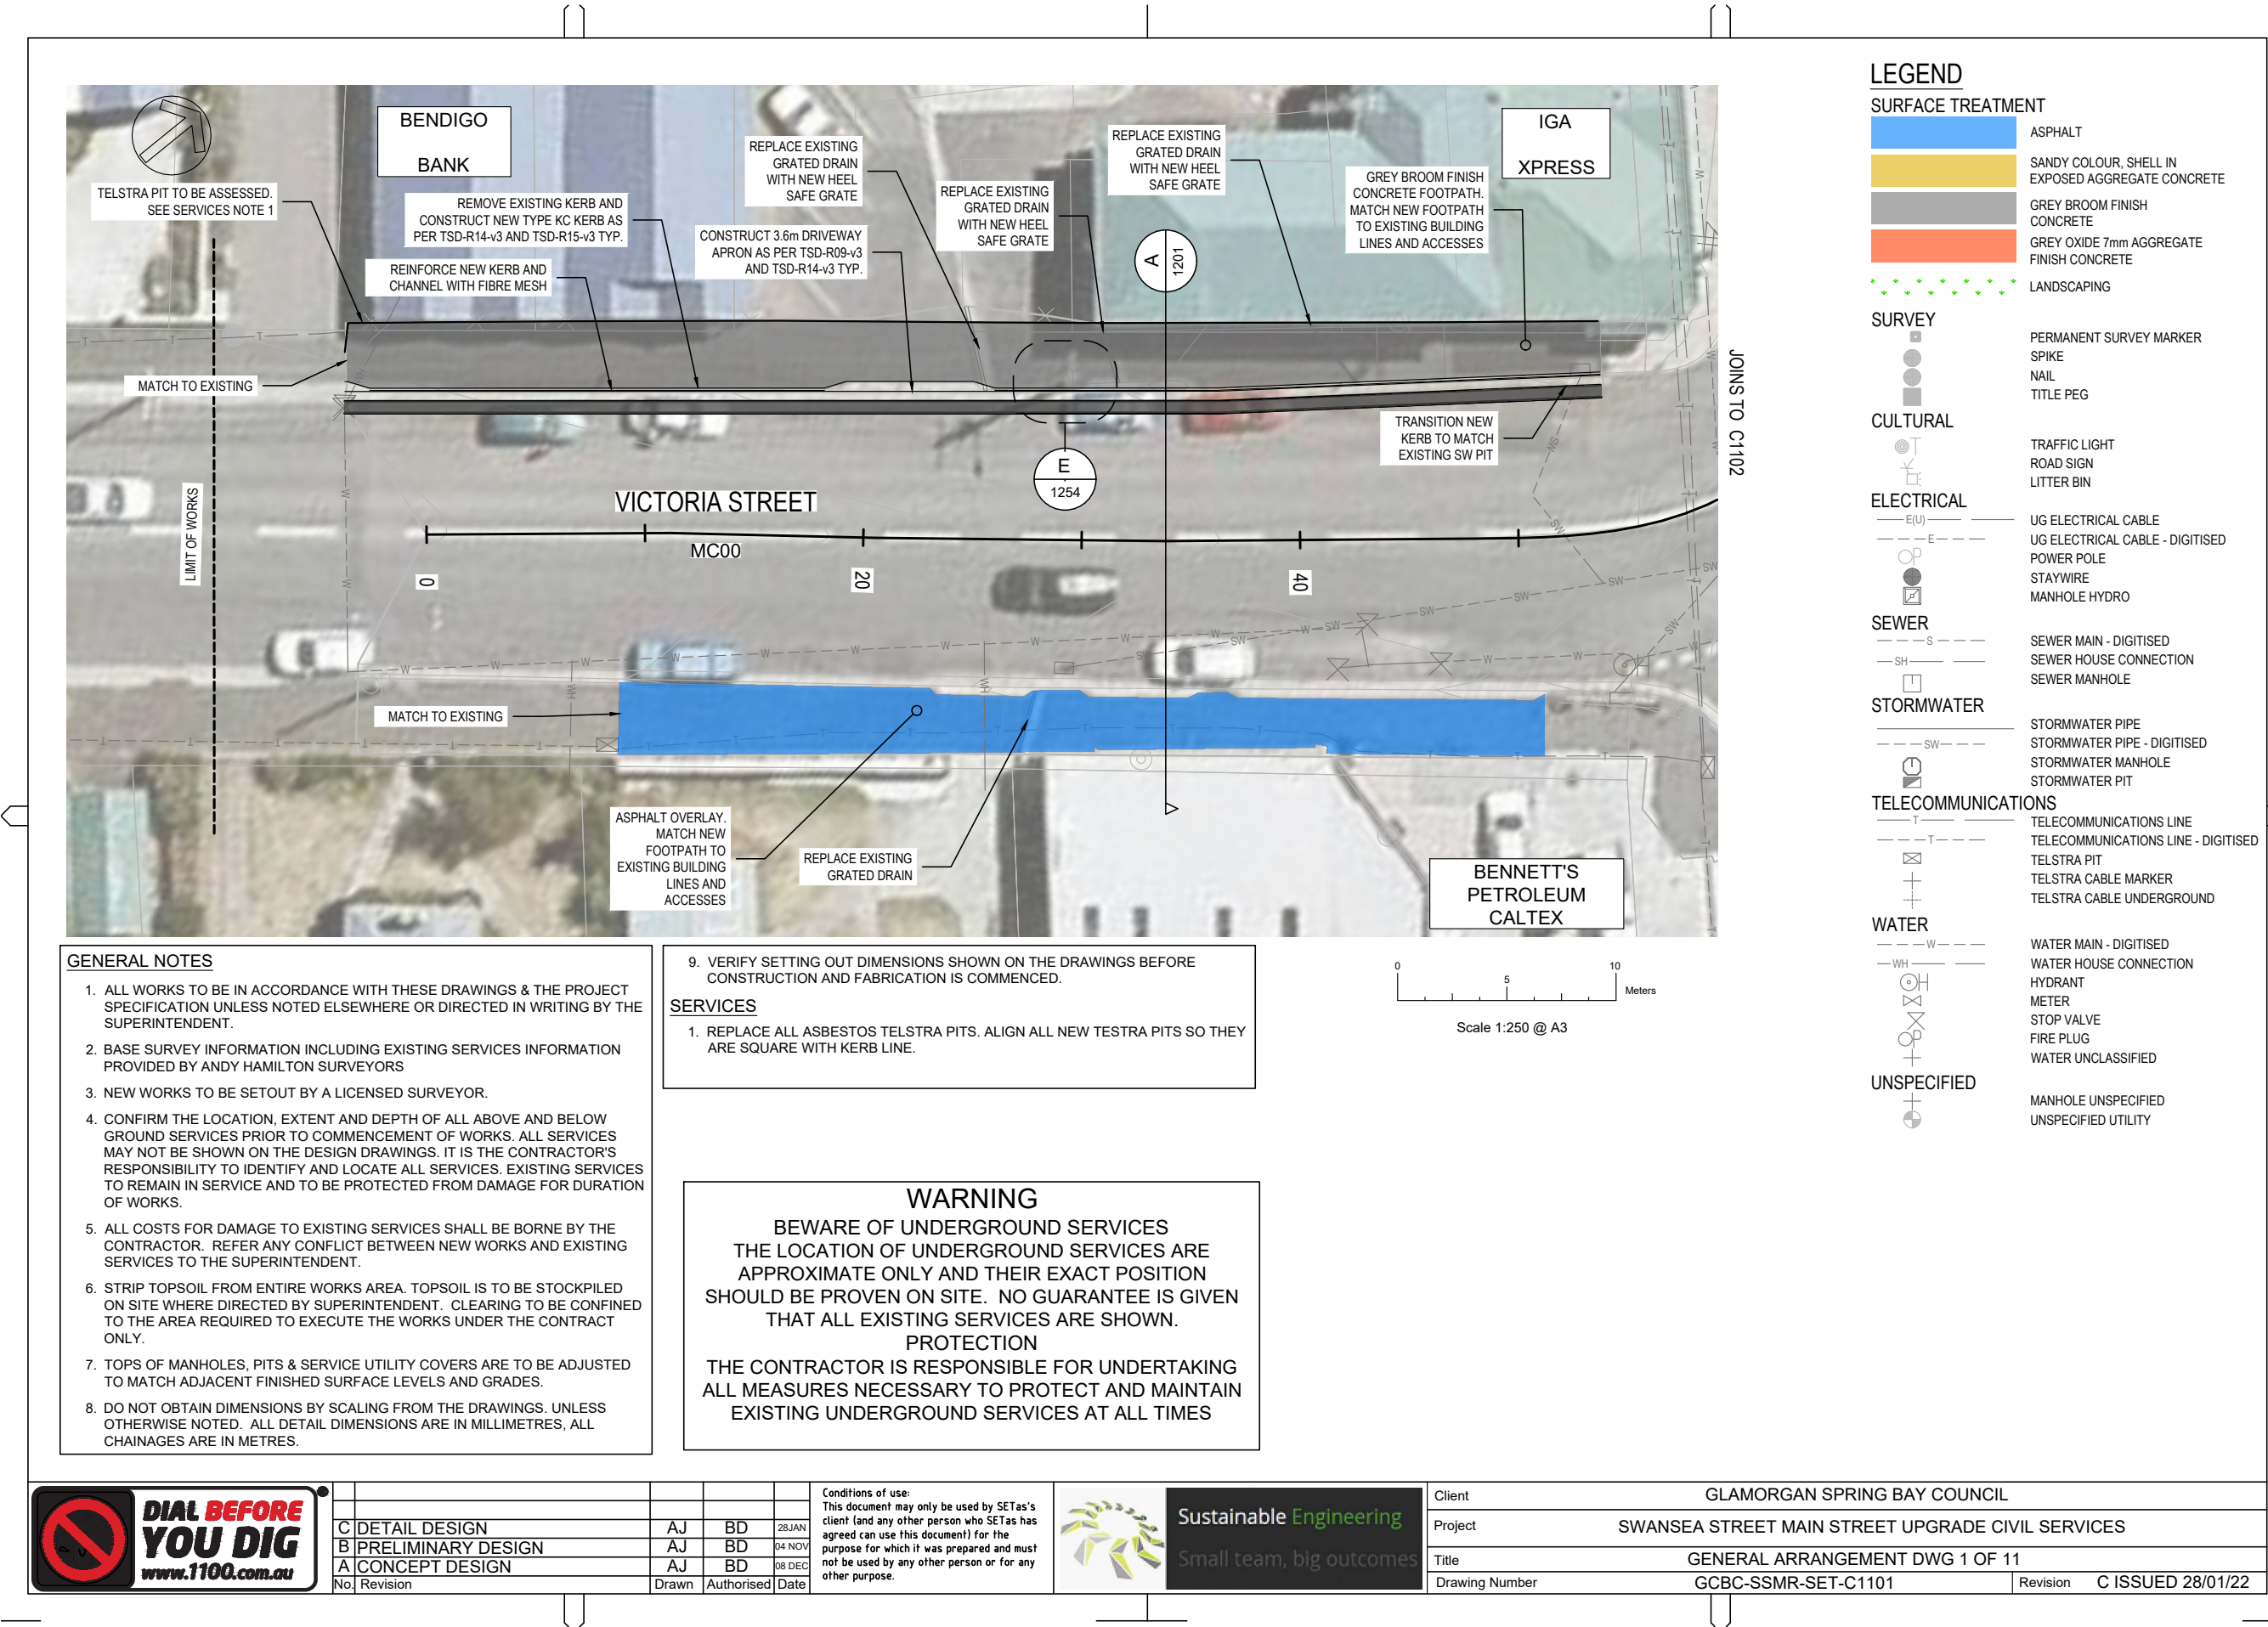 BENDIGO
BANK
IGA
XPRESS
TELSTRA PIT TO BE ASSESSED.
SEE SERVICES NOTE 1
REMOVE EXISTING KERB AND
CONSTRUCT NEW TYPE KC KERB AS
PER TSD-R14-v3 AND TSD-R15-v3 TYP.
REINFORCE NEW KERB AND
CHANNEL WITH FIBRE MESH
REPLACE EXISTING
GRATED DRAIN
WITH NEW HEEL
SAFE GRATE
CONSTRUCT 3.6m DRIVEWAY
APRON AS PER TSD-R09-v3
AND TSD-R14-v3 TYP.
REPLACE EXISTING
GRATED DRAIN
WITH NEW HEEL
SAFE GRATE
REPLACE EXISTING
GRATED DRAIN
WITH NEW HEEL
SAFE GRATE
GREY BROOM FINISH
CONCRETE FOOTPATH.
MATCH NEW FOOTPATH
TO EXISTING BUILDING
LINES AND ACCESSES
A
1201
MATCH TO EXISTING
TRANSITION NEW
KERB TO MATCH
EXISTING SW PIT
E
1254
JOINS TO C1102
LIMIT OF WORKS
VICTORIA STREET
MC00
0
20
40
MATCH TO EXISTING
ASPHALT OVERLAY.
MATCH NEW
FOOTPATH TO
EXISTING BUILDING
LINES AND
ACCESSES
REPLACE EXISTING
GRATED DRAIN
BENNETT'S
PETROLEUM
CALTEX
LEGEND
SURFACE TREATMENT
ASPHALT
SANDY COLOUR, SHELL IN
EXPOSED AGGREGATE CONCRETE
GREY BROOM FINISH
CONCRETE
GREY OXIDE 7mm AGGREGATE
FINISH CONCRETE
LANDSCAPING
SURVEY
PERMANENT SURVEY MARKER
SPIKE
NAIL
TITLE PEG
CULTURAL
TRAFFIC LIGHT
ROAD SIGN
LITTER BIN
ELECTRICAL
E(U) UG ELECTRICAL CABLE
E UG ELECTRICAL CABLE - DIGITISED
POWER POLE
STAYWIRE
MANHOLE HYDRO
SEWER
S SEWER MAIN - DIGITISED
SH SEWER HOUSE CONNECTION
SEWER MANHOLE
STORMWATER
STORMWATER PIPE
SW STORMWATER PIPE - DIGITISED
STORMWATER MANHOLE
STORMWATER PIT
TELECOMMUNICATIONS
T TELECOMMUNICATIONS LINE
T TELECOMMUNICATIONS LINE - DIGITISED
TELSTRA PIT
TELSTRA CABLE MARKER
TELSTRA CABLE UNDERGROUND
WATER
W WATER MAIN - DIGITISED
WH WATER HOUSE CONNECTION
HYDRANT
METER
STOP VALVE
FIRE PLUG
WATER UNCLASSIFIED
UNSPECIFIED
MANHOLE UNSPECIFIED
UNSPECIFIED UTILITY
GENERAL NOTES
1. ALL WORKS TO BE IN ACCORDANCE WITH THESE DRAWINGS & THE PROJECT
SPECIFICATION UNLESS NOTED ELSEWHERE OR DIRECTED IN WRITING BY THE
SUPERINTENDENT.
2. BASE SURVEY INFORMATION INCLUDING EXISTING SERVICES INFORMATION
PROVIDED BY ANDY HAMILTON SURVEYORS
3. NEW WORKS TO BE SETOUT BY A LICENSED SURVEYOR.
4. CONFIRM THE LOCATION, EXTENT AND DEPTH OF ALL ABOVE AND BELOW
GROUND SERVICES PRIOR TO COMMENCEMENT OF WORKS. ALL SERVICES
MAY NOT BE SHOWN ON THE DESIGN DRAWINGS. IT IS THE CONTRACTOR'S
RESPONSIBILITY TO IDENTIFY AND LOCATE ALL SERVICES. EXISTING SERVICES
TO REMAIN IN SERVICE AND TO BE PROTECTED FROM DAMAGE FOR DURATION
OF WORKS.
5. ALL COSTS FOR DAMAGE TO EXISTING SERVICES SHALL BE BORNE BY THE
CONTRACTOR. REFER ANY CONFLICT BETWEEN NEW WORKS AND EXISTING
SERVICES TO THE SUPERINTENDENT.
6. STRIP TOPSOIL FROM ENTIRE WORKS AREA. TOPSOIL IS TO BE STOCKPILED
ON SITE WHERE DIRECTED BY SUPERINTENDENT. CLEARING TO BE CONFINED
TO THE AREA REQUIRED TO EXECUTE THE WORKS UNDER THE CONTRACT
ONLY.
7. TOPS OF MANHOLES, PITS & SERVICE UTILITY COVERS ARE TO BE ADJUSTED
TO MATCH ADJACENT FINISHED SURFACE LEVELS AND GRADES.
8. DO NOT OBTAIN DIMENSIONS BY SCALING FROM THE DRAWINGS. UNLESS
OTHERWISE NOTED. ALL DETAIL DIMENSIONS ARE IN MILLIMETRES, ALL
CHAINAGES ARE IN METRES.
9. VERIFY SETTING OUT DIMENSIONS SHOWN ON THE DRAWINGS BEFORE
CONSTRUCTION AND FABRICATION IS COMMENCED.
SERVICES
1. REPLACE ALL ASBESTOS TELSTRA PITS. ALIGN ALL NEW TESTRA PITS SO THEY
ARE SQUARE WITH KERB LINE.
0 5 10 Meters
Scale 1:250 @ A3
WARNING
BEWARE OF UNDERGROUND SERVICES
THE LOCATION OF UNDERGROUND SERVICES ARE
APPROXIMATE ONLY AND THEIR EXACT POSITION
SHOULD BE PROVEN ON SITE. NO GUARANTEE IS GIVEN
THAT ALL EXISTING SERVICES ARE SHOWN.
PROTECTION
THE CONTRACTOR IS RESPONSIBLE FOR UNDERTAKING
ALL MEASURES NECESSARY TO PROTECT AND MAINTAIN
EXISTING UNDERGROUND SERVICES AT ALL TIMES
DIAL BEFORE
YOU DIG
www.1100.com.au
C DETAIL DESIGN AJ BD 28JAN
B PRELIMINARY DESIGN AJ BD 04 NOV
A CONCEPT DESIGN AJ BD 08 DEC
No. Revision Drawn Authorised Date
Conditions of use:
This document may only be used by SETas's
client (and any other person who SETas has
agreed can use this document) for the
purpose for which it was prepared and must
not be used by any other person or for any
other purpose.
Sustainable Engineering
Small team, big outcomes
Client GLAMORGAN SPRING BAY COUNCIL
Project SWANSEA STREET MAIN STREET UPGRADE CIVIL SERVICES
Title GENERAL ARRANGEMENT DWG 1 OF 11
Drawing Number GCBC-SSMR-SET-C1101 Revision C ISSUED 28/01/22